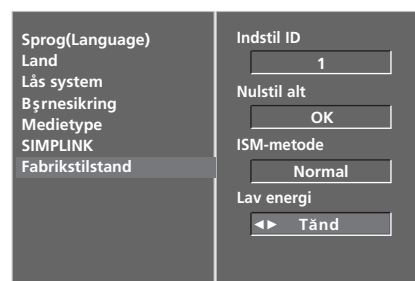 Sprog(Language)
Land
Lås system
Bşrnesikring
Medietype
SIMPLINK
Fabrikstilstand
Indstil ID
1
Nulstil alt
OK
ISM-metode
Normal
Lav energi
◄► Tănd